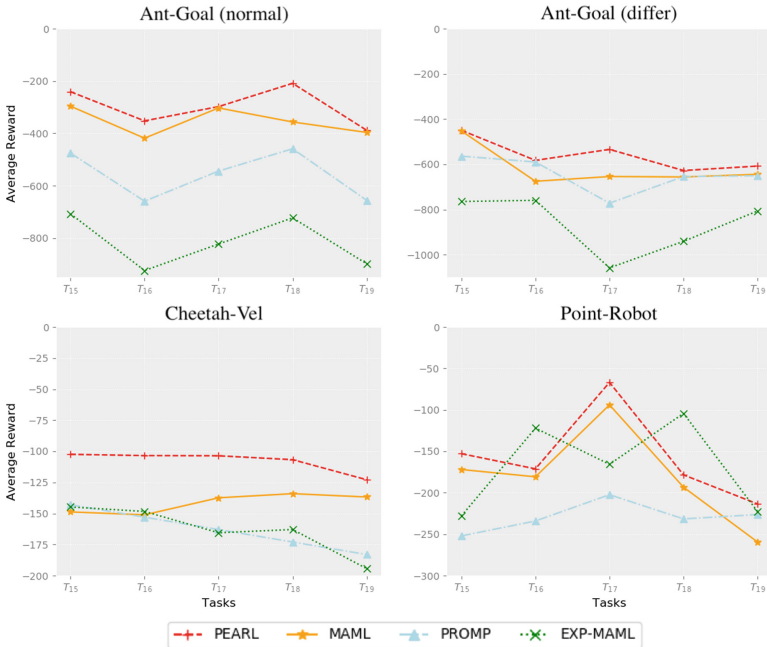 Ant-Goal (normal)
Ant-Goal (differ)
0
−200
−400
−600
−800
Average Reward
T15 T16 T17 T18 T19
0
−200
−400
−600
−800
−1000
T15 T16 T17 T18 T19
Cheetah-Vel
Point-Robot
0
−25
−50
−75
−100
−125
−150
−175
−200
Average Reward
T15 T16 T17 T18 T19
Tasks
0
−50
−100
−150
−200
−250
−300
T15 T16 T17 T18 T19
Tasks
PEARL MAML PROMP EXP-MAML